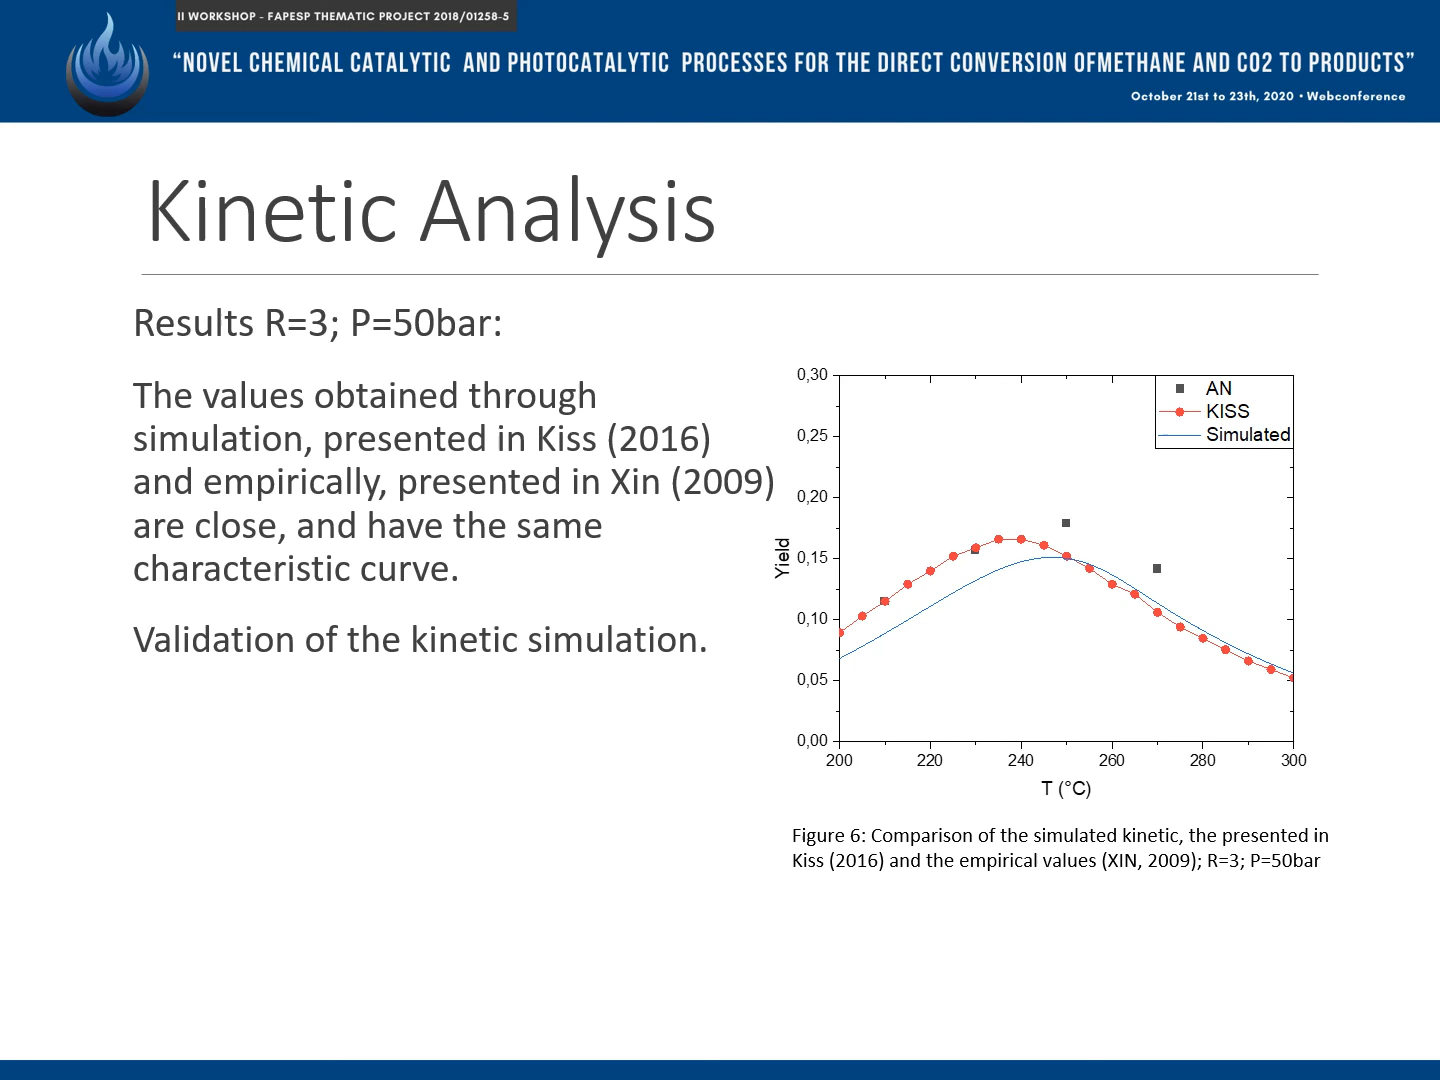 II WORKSHOP - FAPESP THEMATIC PROJECT 2018/01258-5
“NOVEL CHEMICAL CATALYTIC AND PHOTOCATALYTIC PROCESSES FOR THE DIRECT CONVERSION OFMETHANE AND CO2 TO PRODUCTS”
October 21st to 23th, 2020 • Webconference
Kinetic Analysis
Results R=3; P=50bar:
The values obtained through
simulation, presented in Kiss (2016)
and empirically, presented in Xin (2009)
are close, and have the same
characteristic curve.
Validation of the kinetic simulation.
0,30
0,25
0,20
0,15
0,10
0,05
0,00
Yield
AN
KISS
Simulated
200 220 240 260 280 300
T (°C)
Figure 6: Comparison of the simulated kinetic, the presented in
Kiss (2016) and the empirical values (XIN, 2009); R=3; P=50bar